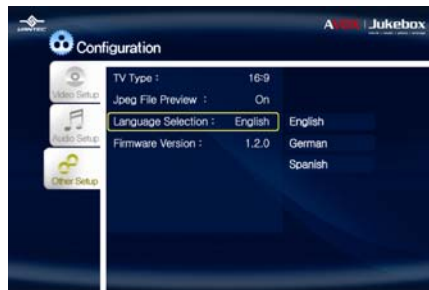 VANTEC
Jukebox
Configuration
Video Setup
Audio Setup
Other Setup
TV Type : 16:9
Jpeg File Preview : On
Language Selection : English
Firmware Version : 1.2.0
English
German
Spanish